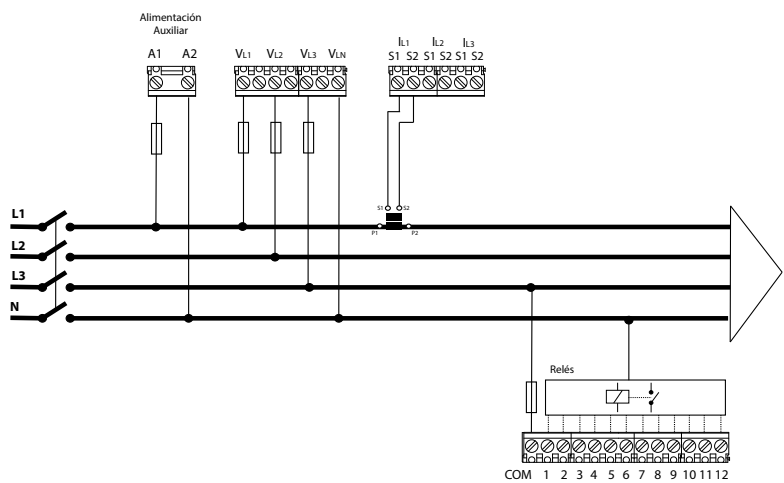 Alimentación
Auxiliar
A1 A2
VL1 VL2 VL3 VLN
IL1 IL2 IL3
S1 S2 S1 S2 S1 S2
S1 S2
P1 P2
L1
L2
L3
N
Relés
COM 1 2 3 4 5 6 7 8 9 10 11 12